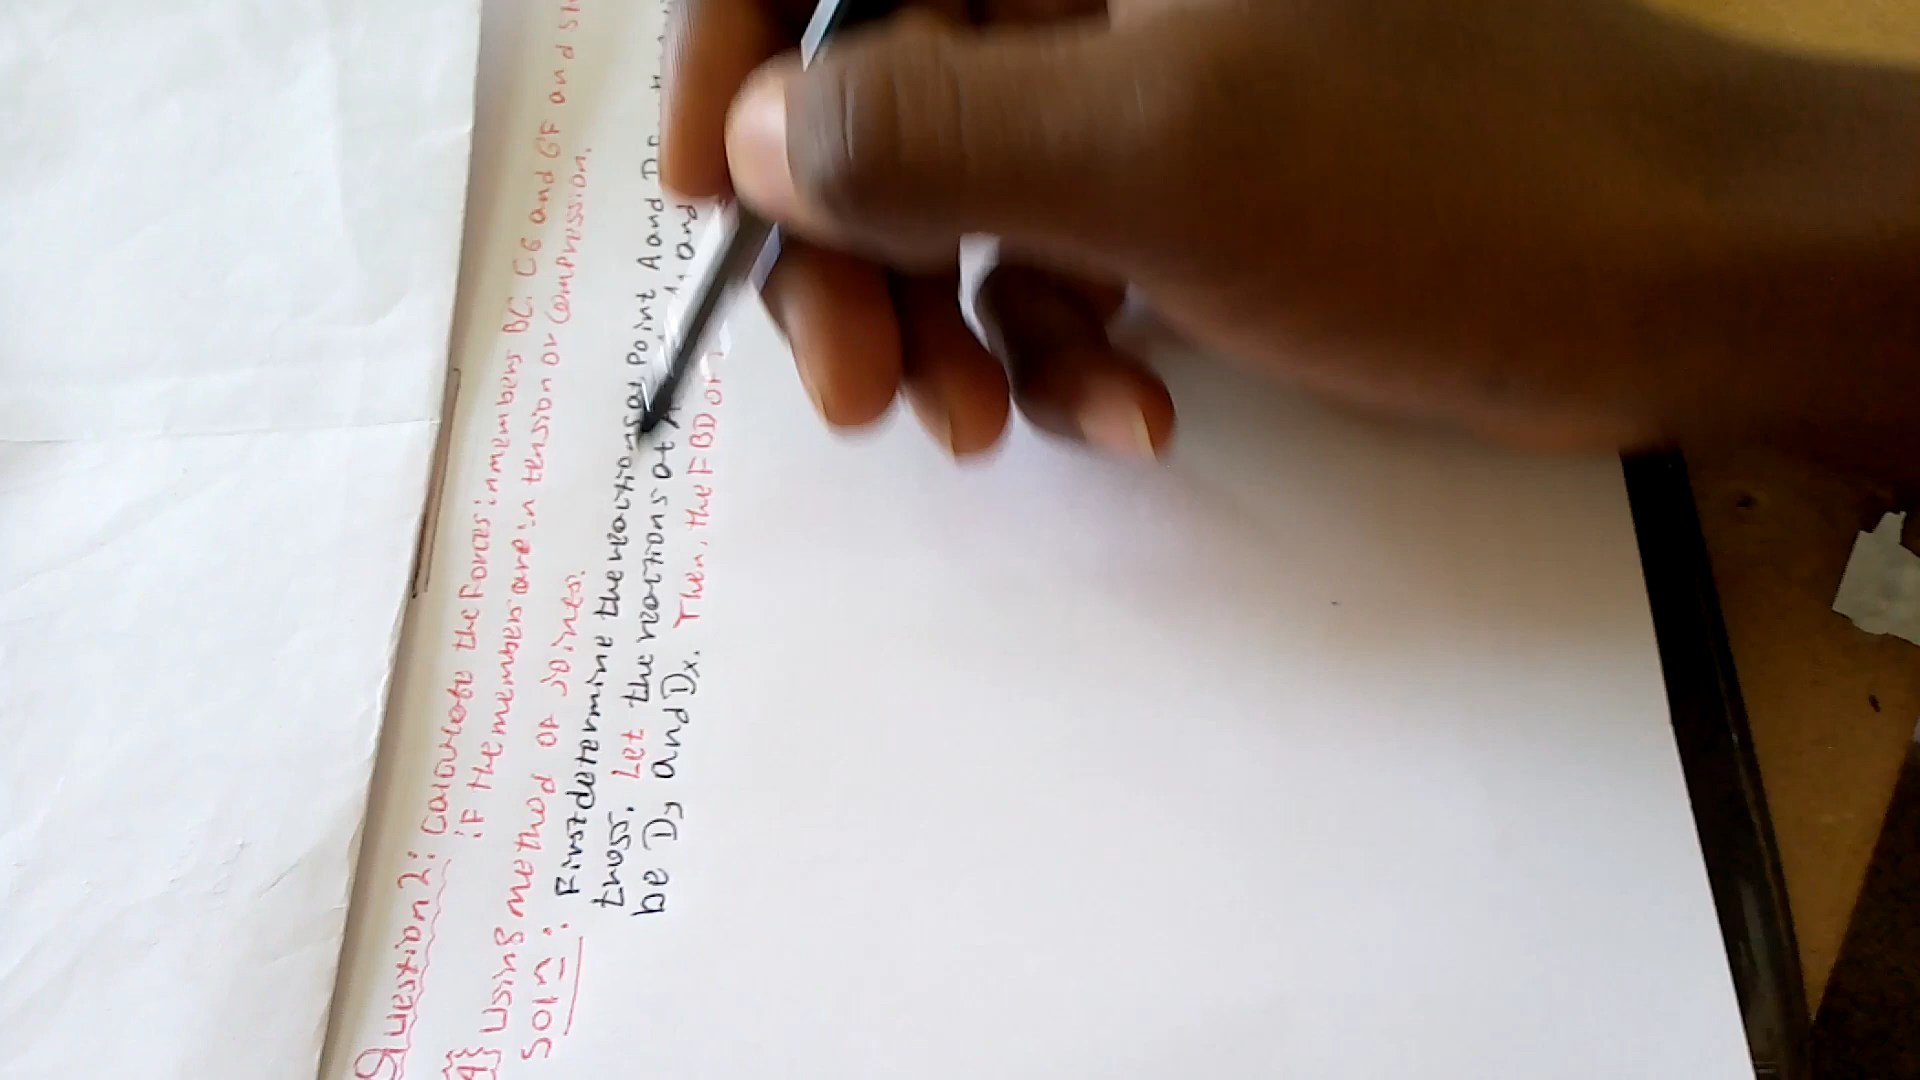 Question 2: Calculate the Forces in members BC, CG and GF and
if the members are in tension or compression.
A} Using method of joints.
Soln: First determine the reactions at point A and D
truss. Let the reactions at and
be Dy and Dx. Then, the FBD of